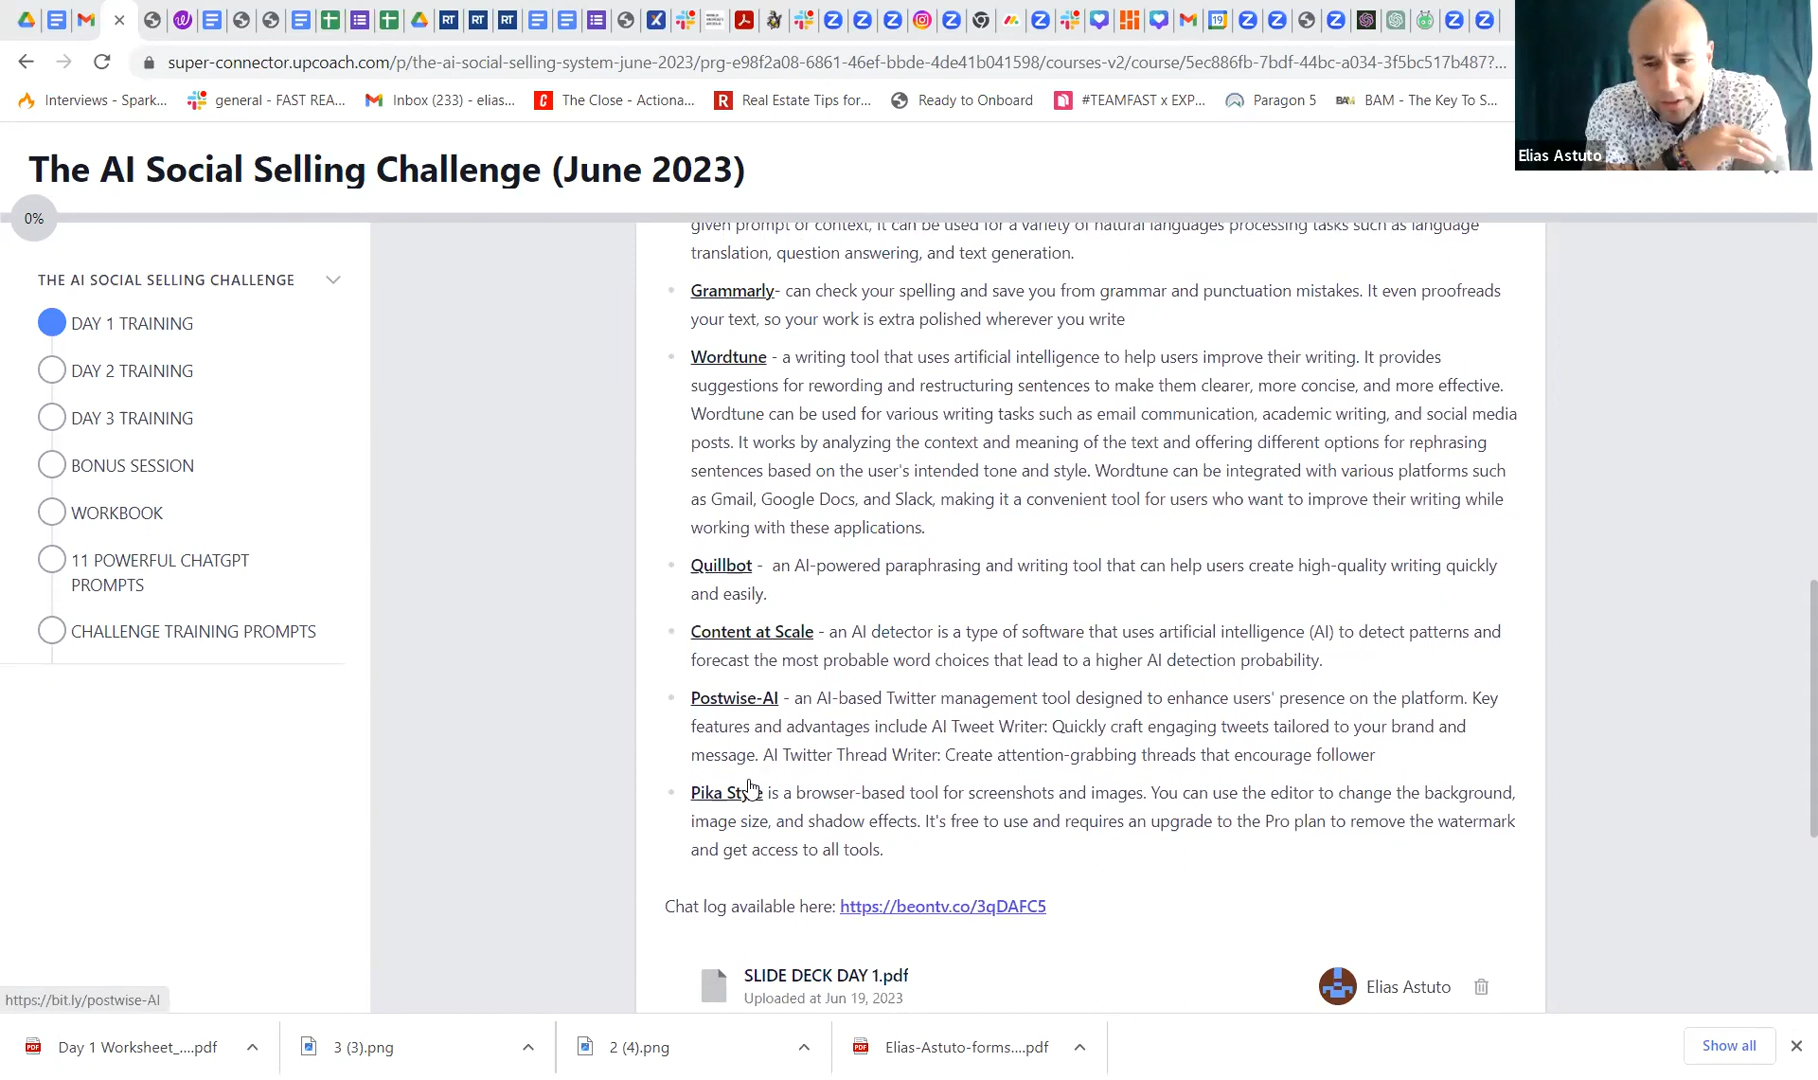 super-connector.upcoach.com/p/the-ai-social-selling-system-june-2023/prg-e98f2a08-6861-46ef-bbde-4de41b041598/courses-v2/course/5ec886fb-7bdf-44bc-a034-3f5bc517b487?...
Interviews - Spark...
general - FAST REA...
Inbox (233) - elias...
The Close - Actiona...
Real Estate Tips for...
Ready to Onboard
#TEAMFAST x EXP...
Paragon 5
BAM - The Key To S...
Elias Astuto
The AI Social Selling Challenge (June 2023)
0%
THE AI SOCIAL SELLING CHALLENGE
DAY 1 TRAINING
DAY 2 TRAINING
DAY 3 TRAINING
BONUS SESSION
WORKBOOK
11 POWERFUL CHATGPT
PROMPTS
CHALLENGE TRAINING PROMPTS
given prompt or context, it can be used for a variety of natural languages processing tasks such as language
translation, question answering, and text generation.
Grammarly- can check your spelling and save you from grammar and punctuation mistakes. It even proofreads
your text, so your work is extra polished wherever you write
Wordtune - a writing tool that uses artificial intelligence to help users improve their writing. It provides
suggestions for rewording and restructuring sentences to make them clearer, more concise, and more effective.
Wordtune can be used for various writing tasks such as email communication, academic writing, and social media
posts. It works by analyzing the context and meaning of the text and offering different options for rephrasing
sentences based on the user's intended tone and style. Wordtune can be integrated with various platforms such
as Gmail, Google Docs, and Slack, making it a convenient tool for users who want to improve their writing while
working with these applications.
Quillbot - an AI-powered paraphrasing and writing tool that can help users create high-quality writing quickly
and easily.
Content at Scale - an AI detector is a type of software that uses artificial intelligence (AI) to detect patterns and
forecast the most probable word choices that lead to a higher AI detection probability.
Postwise-AI - an AI-based Twitter management tool designed to enhance users' presence on the platform. Key
features and advantages include AI Tweet Writer: Quickly craft engaging tweets tailored to your brand and
message. AI Twitter Thread Writer: Create attention-grabbing threads that encourage follower
Pika Style is a browser-based tool for screenshots and images. You can use the editor to change the background,
image size, and shadow effects. It's free to use and requires an upgrade to the Pro plan to remove the watermark
and get access to all tools.
Chat log available here: https://beontv.co/3qDAFC5
SLIDE DECK DAY 1.pdf
Uploaded at Jun 19, 2023
Elias Astuto
https://bit.ly/postwise-AI
Day 1 Worksheet_....pdf
3 (3).png
2 (4).png
Elias-Astuto-forms....pdf
Show all